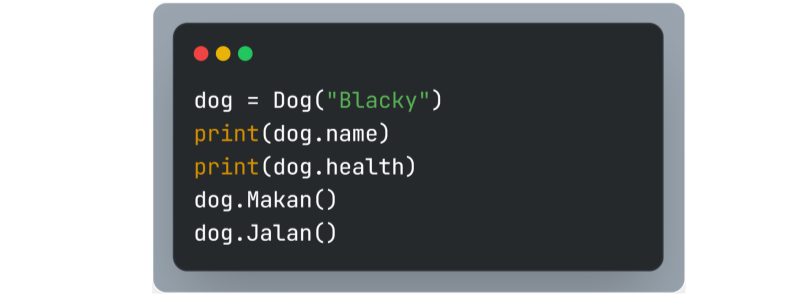 dog = Dog("Blacky")
print(dog.name)
print(dog.health)
dog.Makan()
dog.Jalan()